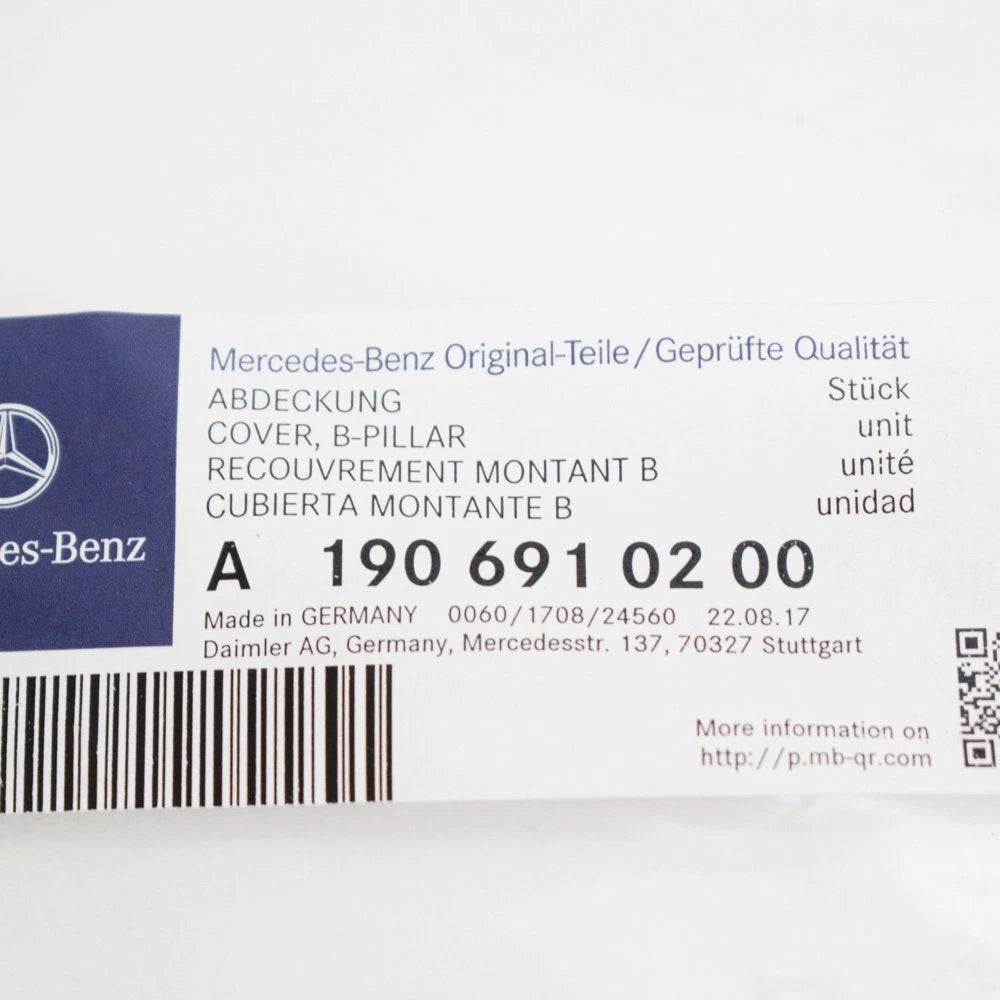 Mercedes-Benz Original-Teile/Geprüfte Qualität
ABDECKUNG Stück
COVER, B-PILLAR unit
RECOUVREMENT MONTANT B unité
CUBIERTA MONTANTE B unidad
es-Benz
A 190 691 02 00
Made in GERMANY 0060/1708/24560 22.08.17
Daimler AG, Germany, Mercedesstr. 137, 70327 Stuttgart
More information on
http://p.mb-qr.com